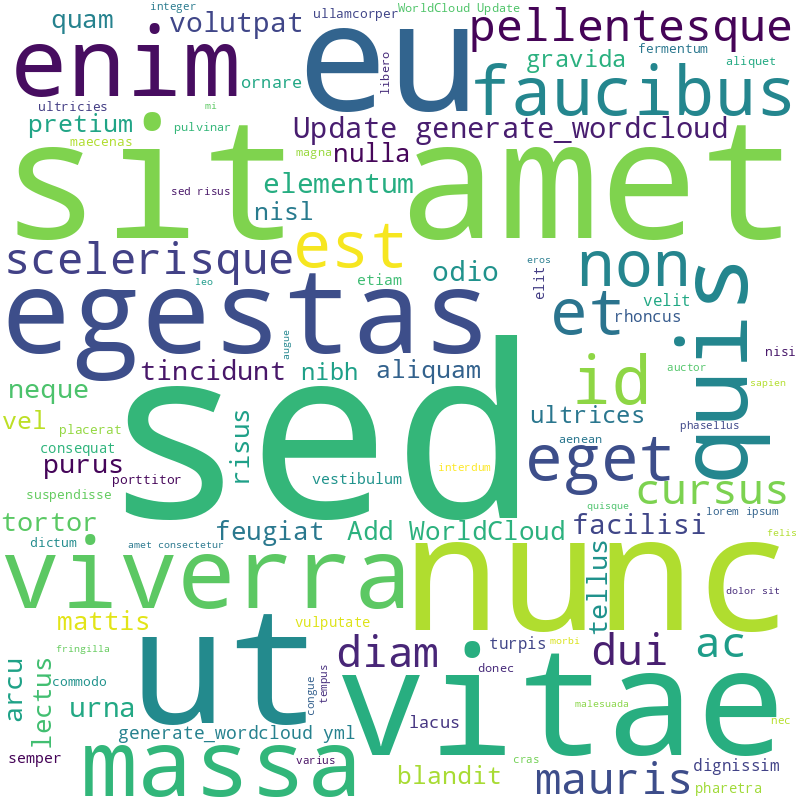 integer
WorldCloud Update
quam
volutpat
ullamcorper
pellentesque
enim
eu
libero
gravida
fermentum
aliquet
ornare
faucibus
ultricies
mi
pretium
pulvinar
Update generate_wordcloud
maecenas
magna
nulla
sit amet
sed risus
elementum
nisl
scelerisque
est
odio
eros
elit
non
quis
leo
etiam
egestas
et
velit
rhoncus
augue
nisi
tincidunt
nibh
aliquam
id
auctor
sapien
neque
sed
vel
risus
ultrices
placerat
consequat
aenean
phasellus
purus
porttitor
interdum
eget
vestibulum
suspendisse
cursus
quisque
lorem ipsum
tortor
feugiat
Add WorldCloud
facilisi
felis
dictum
amet consectetur
viverra
nunc
tellus
dolor sit
mattis
ut
vulputate
fringilla
diam
turpis
morbi
dui
ac
arcu
lectus
commodo
congue
tempus
donec
vitae
urna
malesuada
lacus
nec
generate_wordcloud yml
semper
massa
varius
cras
blandit
mauris
dignissim
pharetra